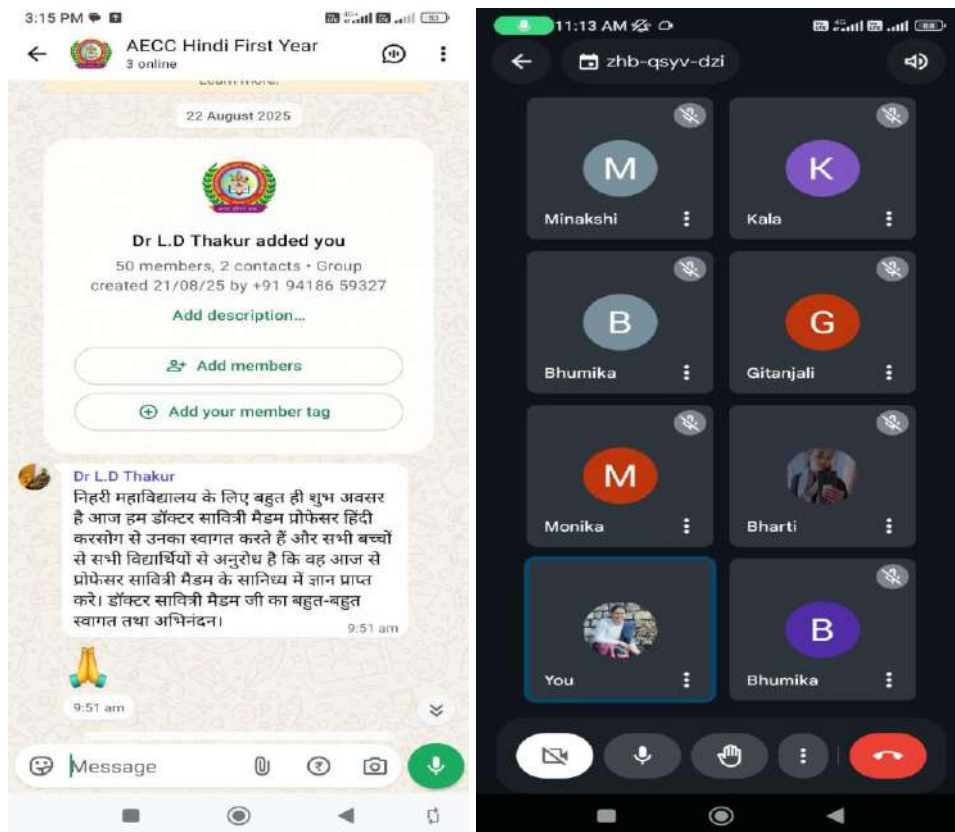 3:15 PM
53
AECC Hindi First Year
3 online
Learn more.
22 August 2025
Dr L.D Thakur added you
50 members, 2 contacts • Group
created 21/08/25 by +91 94186 59327
Add description...
Add members
Add your member tag
Dr L.D Thakur
निहरी महाविद्यालय के लिए बहुत ही शुभ अवसर
है आज हम डॉक्टर सावित्री मैडम प्रोफेसर हिंदी
करसोग से उनका स्वागत करते हैं और सभी बच्चों
से सभी विद्यार्थियों से अनुरोध है कि वह आज से
प्रोफेसर सावित्री मैडम के सानिध्य में ज्ञान प्राप्त
करे। डॉक्टर सावित्री मैडम जी का बहुत-बहुत
स्वागत तथा अभिनंदन।
9:51 am
🙏
9:51 am
Message
11:13 AM
zhb-qsyv-dzi
M
Minakshi
K
Kala
B
Bhumika
G
Gitanjali
M
Monika
Bharti
You
B
Bhumika